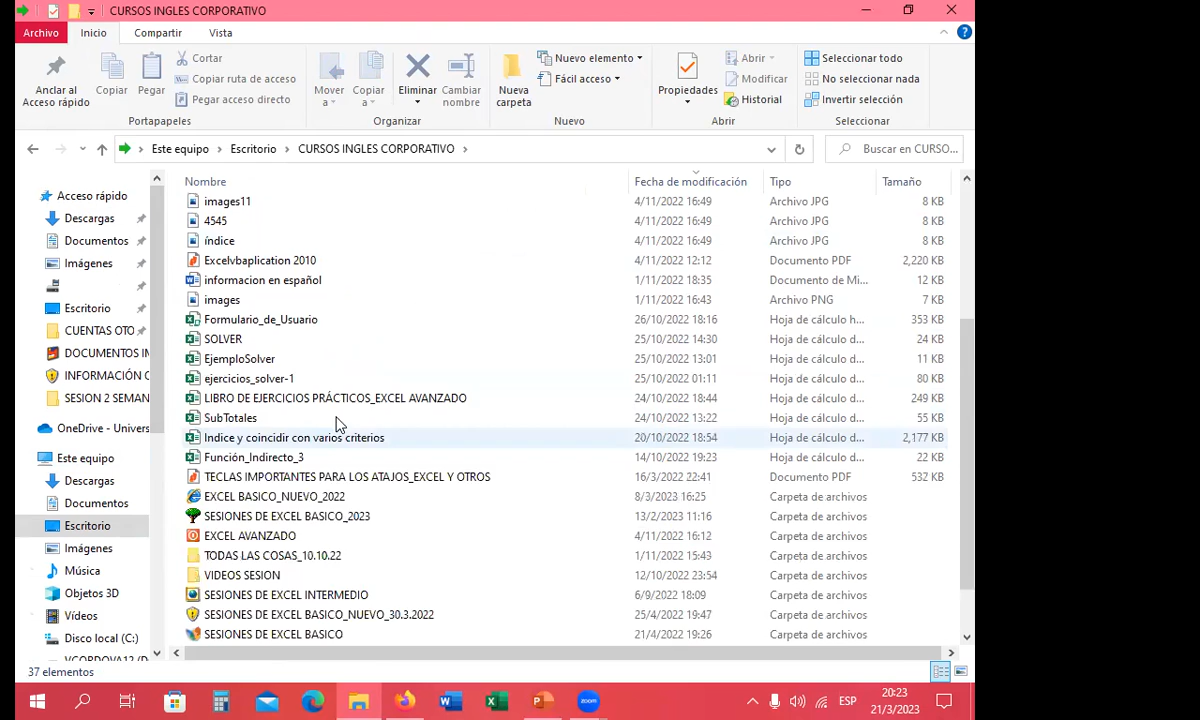 CURSOS INGLES CORPORATIVO
Archivo Inicio Compartir Vista
Anclar al Acceso rápido
Copiar
Pegar
Cortar
Copiar ruta de acceso
Pegar acceso directo
Portapapeles
Mover a
Copiar a
Eliminar
Cambiar nombre
Organizar
Nueva carpeta
Nuevo elemento
Fácil acceso
Nuevo
Propiedades
Abrir
Modificar
Historial
Abrir
Seleccionar todo
No seleccionar nada
Invertir selección
Seleccionar
Este equipo > Escritorio > CURSOS INGLES CORPORATIVO >
Buscar en CURSO...
Acceso rápido
Descargas
Documentos
Imágenes
Escritorio
CUENTAS OTO
DOCUMENTOS IM
INFORMACIÓN C
SESION 2 SEMAN
OneDrive - Univers
Este equipo
Descargas
Documentos
Escritorio
Imágenes
Música
Objetos 3D
Vídeos
Disco local (C:)
VCORDOVA12 (D
Nombre Fecha de modificación Tipo Tamaño
images11 4/11/2022 16:49 Archivo JPG 8 KB
4545 4/11/2022 16:49 Archivo JPG 8 KB
índice 4/11/2022 16:49 Archivo JPG 8 KB
Excelvbaplication 2010 4/11/2022 12:12 Documento PDF 2,220 KB
informacion en español 1/11/2022 18:35 Documento de Mi... 12 KB
images 1/11/2022 16:43 Archivo PNG 7 KB
Formulario_de_Usuario 26/10/2022 18:16 Hoja de cálculo h... 353 KB
SOLVER 25/10/2022 14:30 Hoja de cálculo d... 24 KB
EjemploSolver 25/10/2022 13:01 Hoja de cálculo d... 11 KB
ejercicios_solver-1 25/10/2022 01:11 Hoja de cálculo d... 80 KB
LIBRO DE EJERCICIOS PRÁCTICOS_EXCEL AVANZADO 24/10/2022 18:44 Hoja de cálculo d... 249 KB
SubTotales 24/10/2022 13:22 Hoja de cálculo d... 55 KB
Indice y coincidir con varios criterios 20/10/2022 18:54 Hoja de cálculo d... 2,177 KB
Función_Indirecto_3 14/10/2022 19:23 Hoja de cálculo d... 22 KB
TECLAS IMPORTANTES PARA LOS ATAJOS_EXCEL Y OTROS 16/3/2022 22:41 Documento PDF 532 KB
EXCEL BASICO_NUEVO_2022 8/3/2023 16:25 Carpeta de archivos
SESIONES DE EXCEL BASICO_2023 13/2/2023 11:16 Carpeta de archivos
EXCEL AVANZADO 4/11/2022 16:12 Carpeta de archivos
TODAS LAS COSAS_10.10.22 1/11/2022 15:43 Carpeta de archivos
VIDEOS SESION 12/10/2022 23:54 Carpeta de archivos
SESIONES DE EXCEL INTERMEDIO 6/9/2022 18:09 Carpeta de archivos
SESIONES DE EXCEL BASICO_NUEVO_30.3.2022 25/4/2022 19:47 Carpeta de archivos
SESIONES DE EXCEL BASICO 21/4/2022 19:26 Carpeta de archivos
37 elementos
zoom
ESP
20:23
21/3/2023